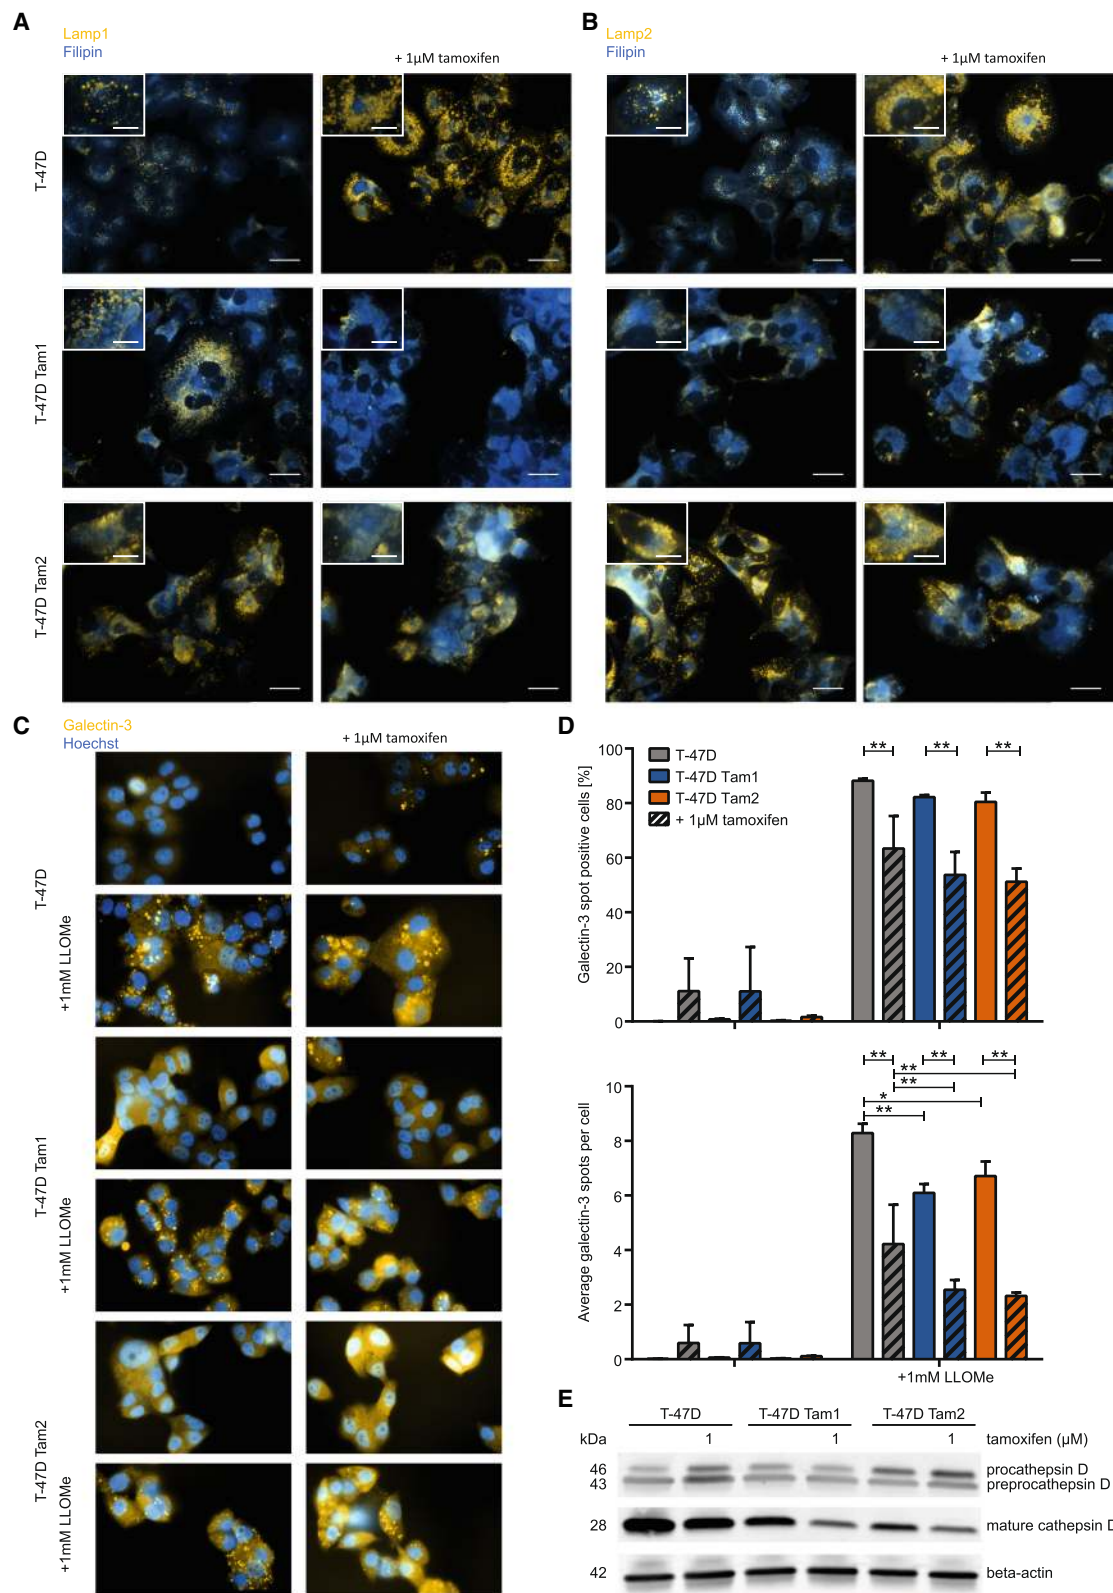 A
Lamp1
Filipin
+ 1μM tamoxifen
T-47D
T-47D Tam1
T-47D Tam2
B
Lamp2
Filipin
+ 1μM tamoxifen
C
Galectin-3
Hoechst
+ 1μM tamoxifen
T-47D
+1mM LLOMe
T-47D Tam1
+1mM LLOMe
T-47D Tam2
+1mM LLOMe
D
Galectin-3 spot positive cells [%]
100
80
60
40
20
0
T-47D
T-47D Tam1
T-47D Tam2
+ 1μM tamoxifen
** ** **
Average galectin-3 spots per cell
10
8
6
4
2
0
** ** **
**
**
*
**
+1mM LLOMe
E
T-47D T-47D Tam1 T-47D Tam2
kDa 1 1 1 tamoxifen (μM)
46 procathepsin D
43 preprocathepsin D
28 mature cathepsin D
42 beta-actin